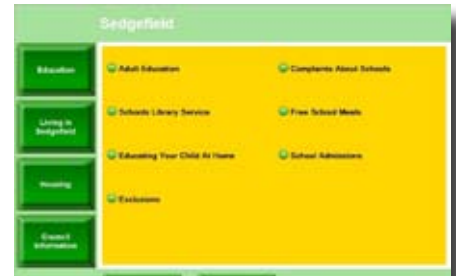 Sedgefield
Education
Adult Education
Complaints About Schools
Schools Library Service
Free School Meals
Living in
Sedgefield
Educating Your Child At Home
School Admissions
Housing
Exclusions
Council
Information